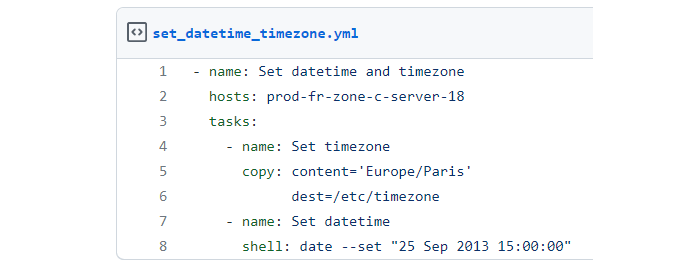 set_datetime_timezone.yml
1 - name: Set datetime and timezone
2 hosts: prod-fr-zone-c-server-18
3 tasks:
4 - name: Set timezone
5 copy: content='Europe/Paris'
6 dest=/etc/timezone
7 - name: Set datetime
8 shell: date --set "25 Sep 2013 15:00:00"